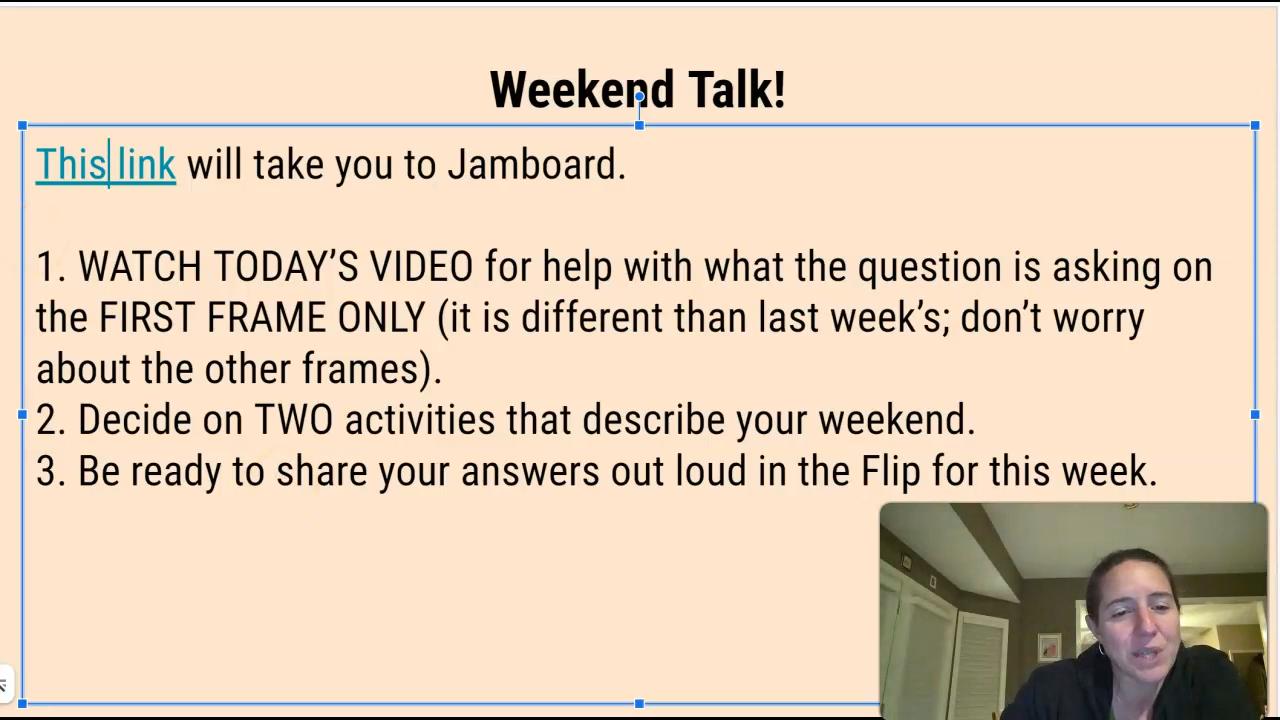 Weekend Talk!
This link will take you to Jamboard.
1. WATCH TODAY’S VIDEO for help with what the question is asking on
the FIRST FRAME ONLY (it is different than last week’s; don’t worry
about the other frames).
2. Decide on TWO activities that describe your weekend.
3. Be ready to share your answers out loud in the Flip for this week.